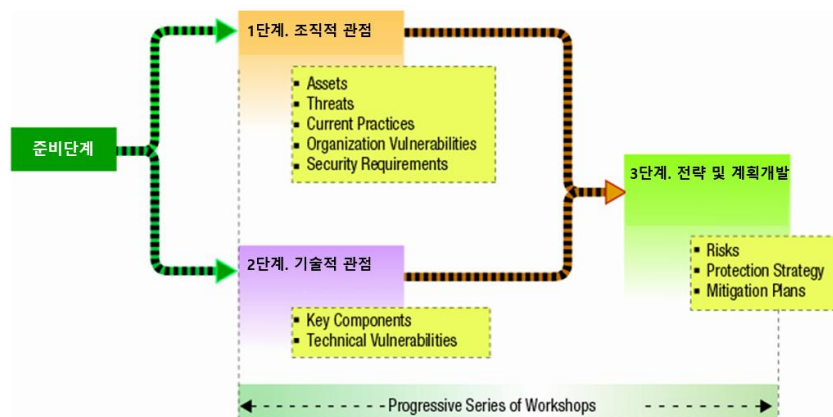 준비단계
1단계. 조직적 관점
▪ Assets
▪ Threats
▪ Current Practices
▪ Organization Vulnerabilities
▪ Security Requirements
2단계. 기술적 관점
▪ Key Components
▪ Technical Vulnerabilities
3단계. 전략 및 계획개발
▪ Risks
▪ Protection Strategy
▪ Mitigation Plans
Progressive Series of Workshops